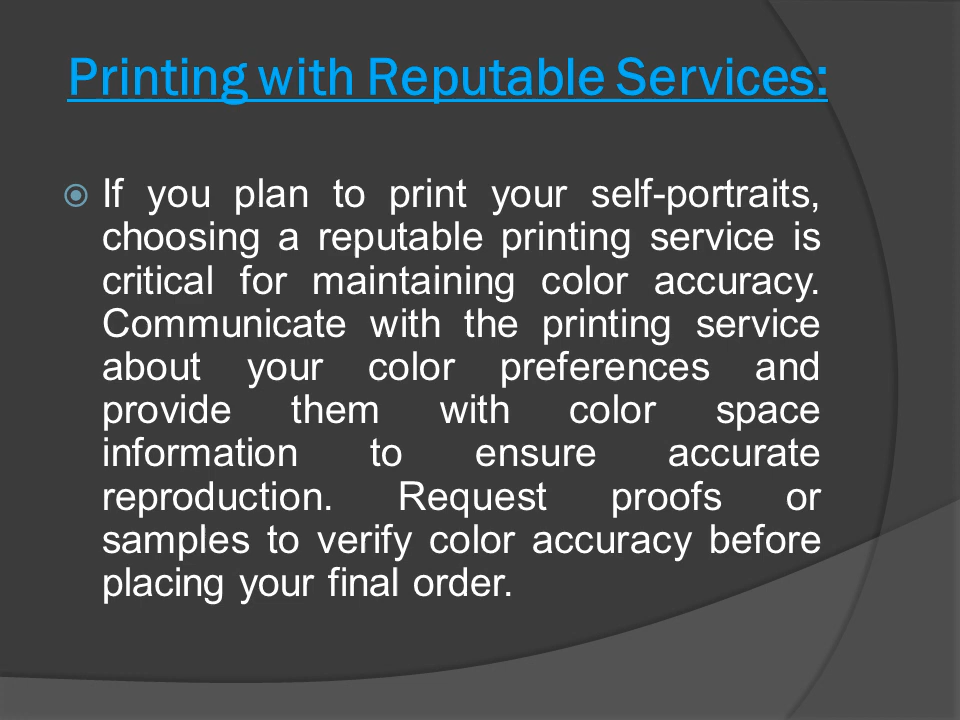 Printing with Reputable Services:
If you plan to print your self-portraits,
choosing a reputable printing service is
critical for maintaining color accuracy.
Communicate with the printing service
about your color preferences and
provide them with color space
information to ensure accurate
reproduction. Request proofs or
samples to verify color accuracy before
placing your final order.